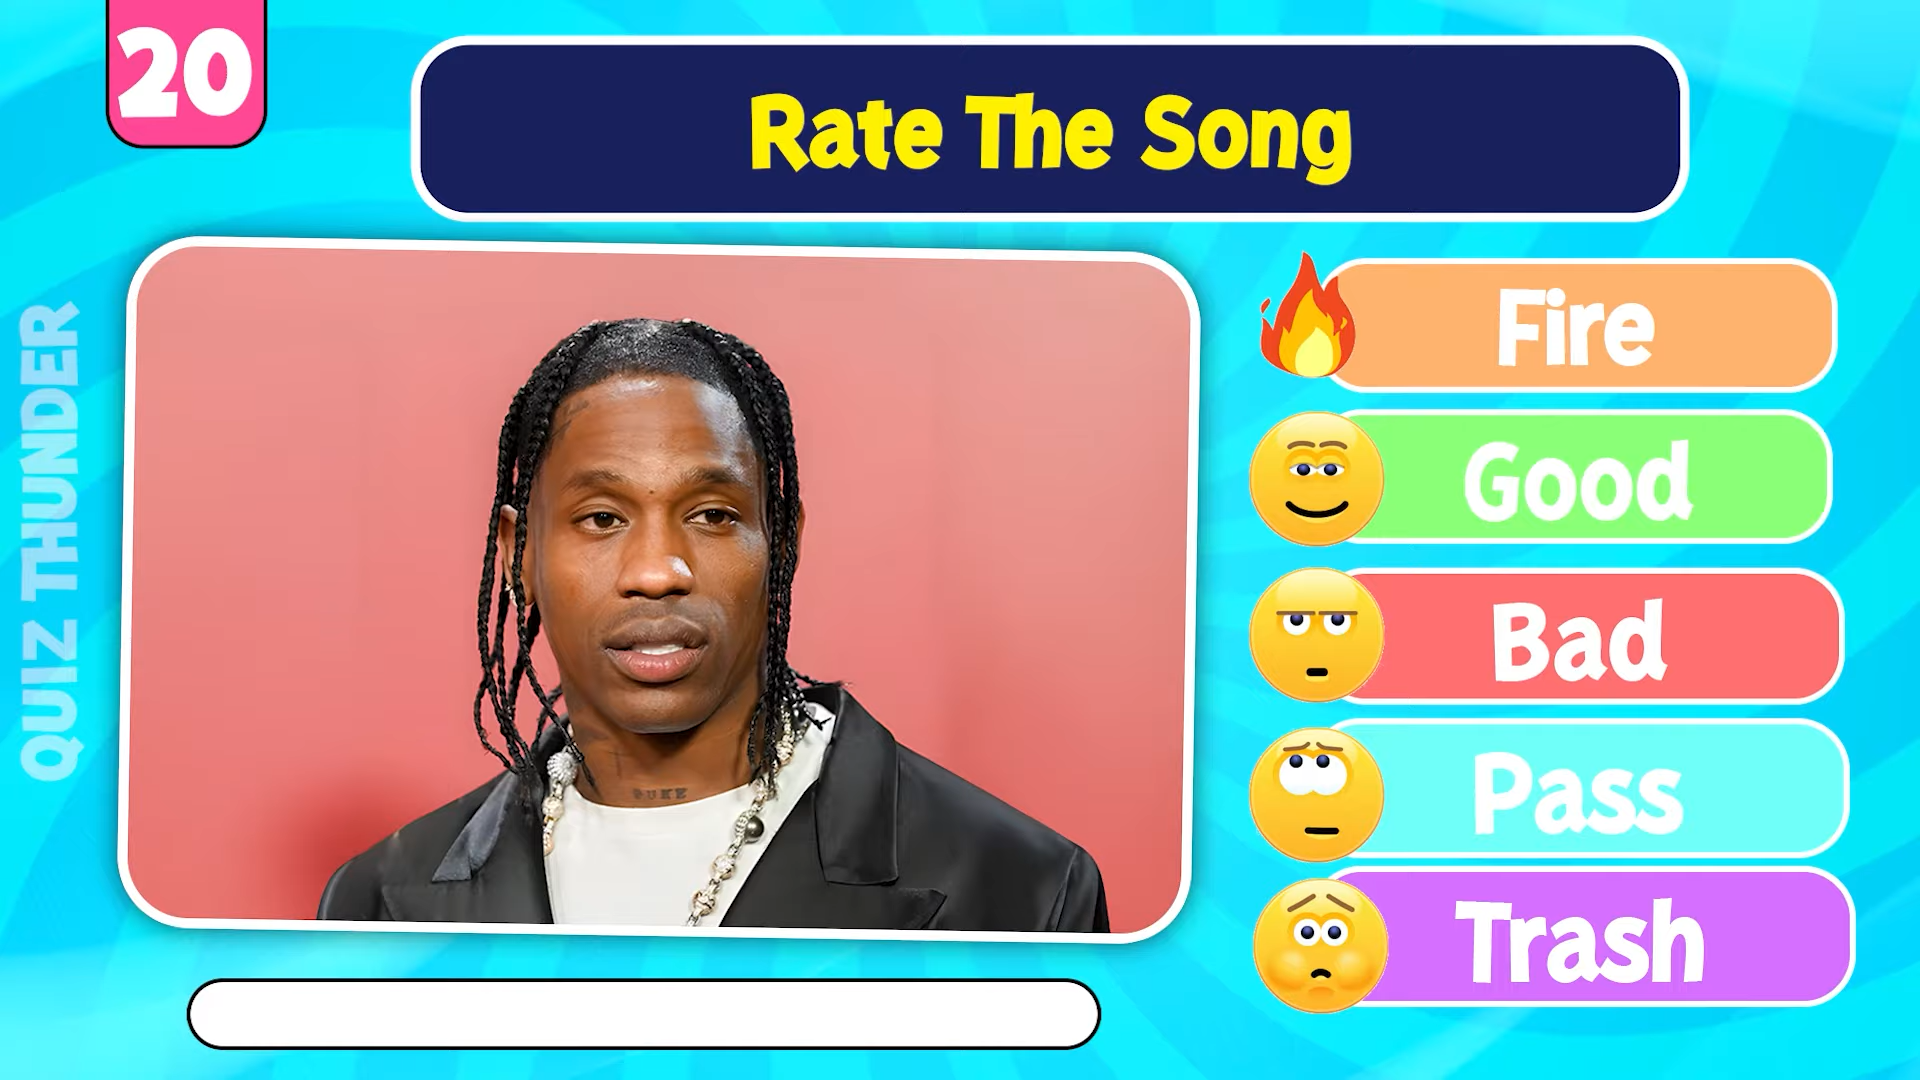 20
Rate The Song
QUIZ THUNDER
Fire
Good
Bad
Pass
Trash